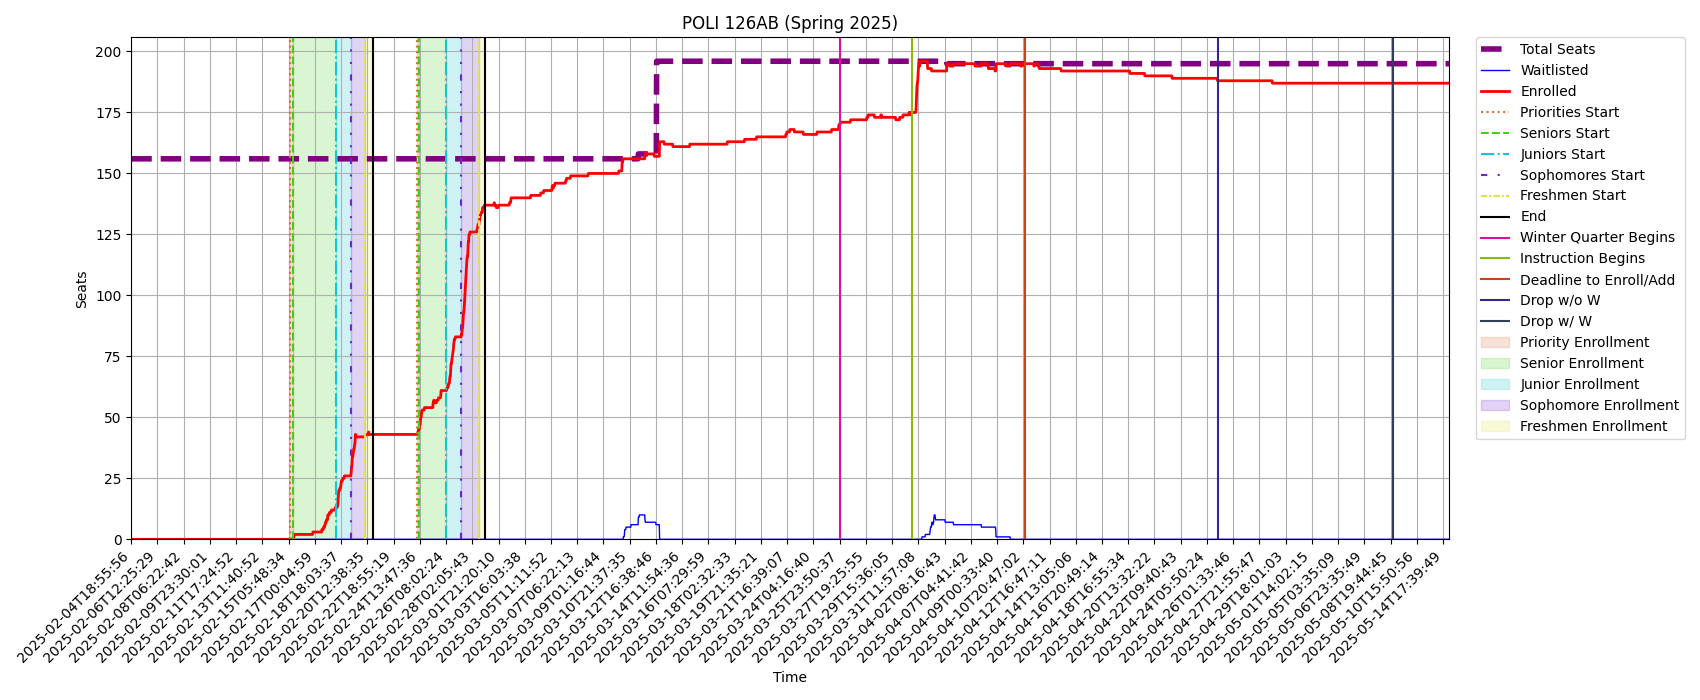 POLI 126AB (Spring 2025)
Seats
200
175
150
125
100
75
50
25
0
2025-02-04T18:55:56
2025-02-06T12:25:29
2025-02-08T06:22:42
2025-02-09T23:30:01
2025-02-11T17:24:52
2025-02-13T11:40:52
2025-02-15T05:48:34
2025-02-17T00:04:59
2025-02-18T18:03:37
2025-02-20T12:38:35
2025-02-22T18:55:19
2025-02-24T13:47:36
2025-02-26T08:02:24
2025-02-28T02:05:43
2025-03-01T21:20:10
2025-03-03T16:03:38
2025-03-05T11:11:52
2025-03-07T06:22:13
2025-03-09T01:16:44
2025-03-10T21:37:35
2025-03-12T16:38:46
2025-03-14T11:54:36
2025-03-16T07:29:59
2025-03-18T02:32:33
2025-03-19T21:35:21
2025-03-21T16:39:07
2025-03-24T04:16:40
2025-03-25T23:50:37
2025-03-27T19:25:55
2025-03-29T15:36:05
2025-03-31T11:57:08
2025-04-02T08:16:43
2025-04-07T04:41:42
2025-04-09T00:33:40
2025-04-10T20:47:02
2025-04-12T16:47:11
2025-04-14T13:05:06
2025-04-16T20:49:14
2025-04-18T16:55:34
2025-04-20T13:32:22
2025-04-22T09:40:43
2025-04-24T05:50:24
2025-04-26T01:33:46
2025-04-27T21:55:47
2025-04-29T18:01:03
2025-05-01T14:02:15
2025-05-05T03:35:09
2025-05-06T23:35:49
2025-05-08T19:44:45
2025-05-10T15:50:56
2025-05-14T17:39:49
Time
Total Seats
Waitlisted
Enrolled
Priorities Start
Seniors Start
Juniors Start
Sophomores Start
Freshmen Start
End
Winter Quarter Begins
Instruction Begins
Deadline to Enroll/Add
Drop w/o W
Drop w/ W
Priority Enrollment
Senior Enrollment
Junior Enrollment
Sophomore Enrollment
Freshmen Enrollment